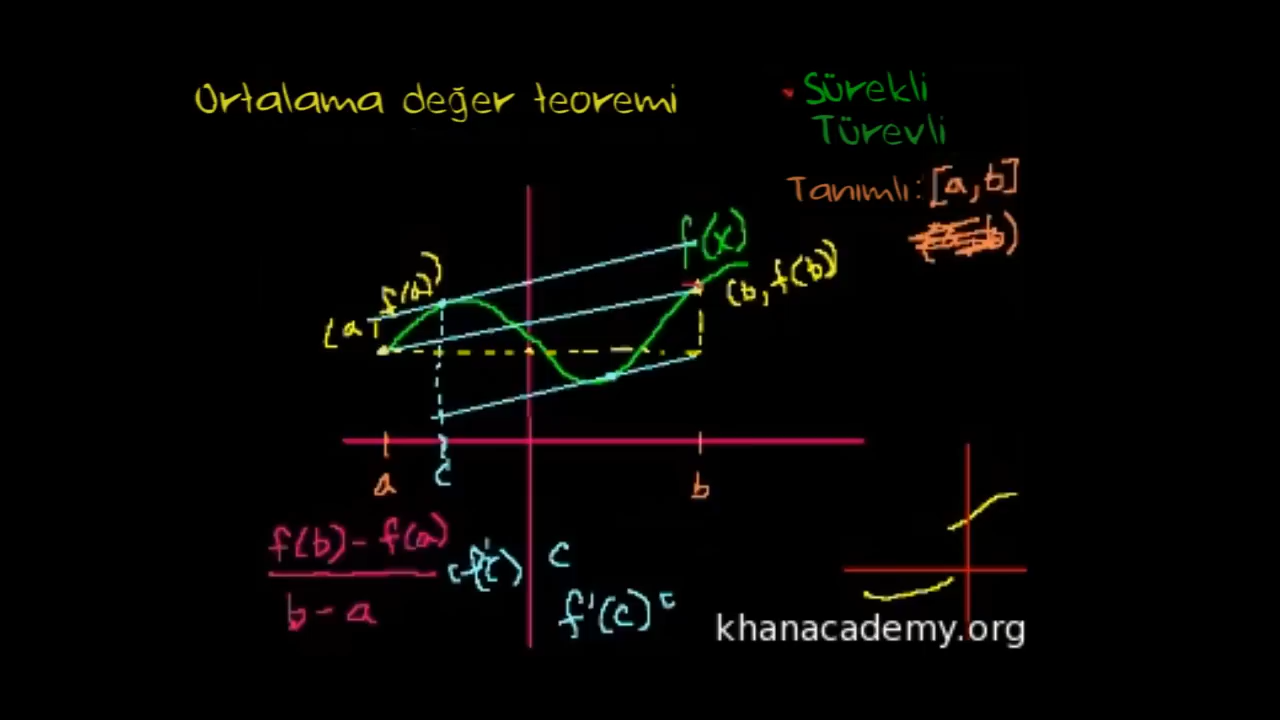 Ortalama değer teoremi
Sürekli
Türevli
Tanımlı: [a, b]
f(x)
(a, f(a))
(b, f(b))
a
c
b
f(b) - f(a)
b - a
= f'(c)
c
f'(c) =
khanacademy.org